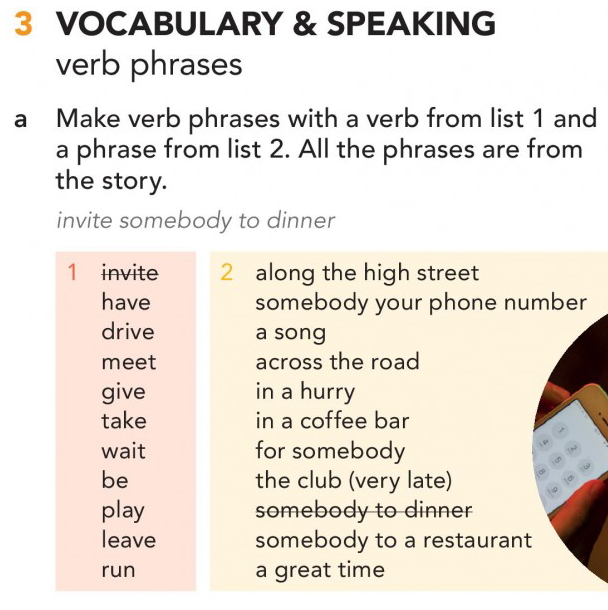 3 VOCABULARY & SPEAKING
verb phrases
a Make verb phrases with a verb from list 1 and
a phrase from list 2. All the phrases are from
the story.
invite somebody to dinner
1 invite
have
drive
meet
give
take
wait
be
play
leave
run
2 along the high street
somebody your phone number
a song
across the road
in a hurry
in a coffee bar
for somebody
the club (very late)
somebody to dinner
somebody to a restaurant
a great time